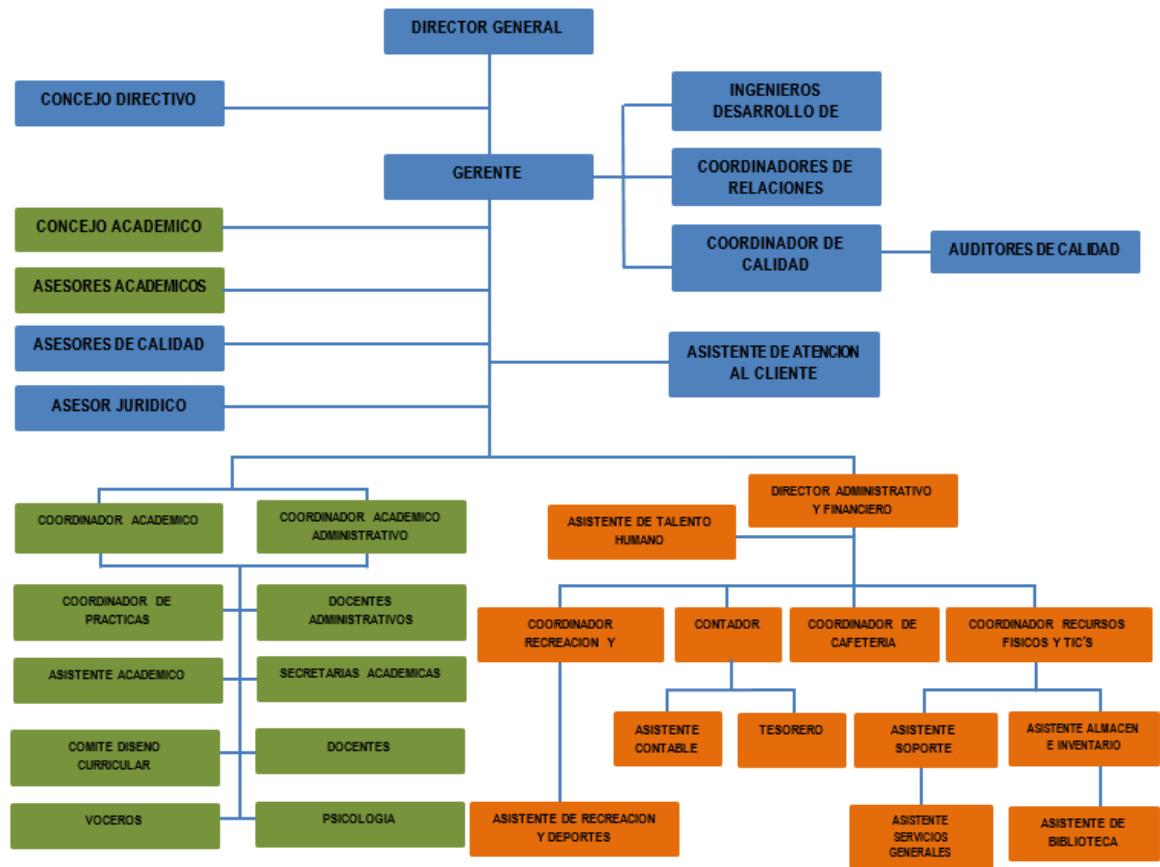 DIRECTOR GENERAL
CONCEJO DIRECTIVO
INGENIEROS
DESARROLLO DE
GERENTE
COORDINADORES DE
RELACIONES
CONCEJO ACADEMICO
COORDINADOR DE
CALIDAD
AUDITORES DE CALIDAD
ASESORES ACADEMICOS
ASESORES DE CALIDAD
ASISTENTE DE ATENCION
AL CLIENTE
ASESOR JURIDICO
COORDINADOR ACADEMICO
COORDINADOR ACADEMICO
ADMINISTRATIVO
DIRECTOR ADMINISTRATIVO
Y FINANCIERO
ASISTENTE DE TALENTO
HUMANO
COORDINADOR DE
PRACTICAS
DOCENTES
ADMINISTRATIVOS
COORDINADOR
RECREACION Y
CONTADOR
COORDINADOR DE
CAFETERIA
COORDINADOR RECURSOS
FISICOS Y TIC'S
ASISTENTE ACADEMICO
SECRETARIAS ACADEMICAS
ASISTENTE
CONTABLE
TESORERO
ASISTENTE
SOPORTE
ASISTENTE ALMACEN
E INVENTARIO
COMITE DISENO
CURRICULAR
DOCENTES
VOCEROS
PSICOLOGIA
ASISTENTE DE RECREACION
Y DEPORTES
ASISTENTE
SERVICIOS
GENERALES
ASISTENTE DE
BIBLIOTECA